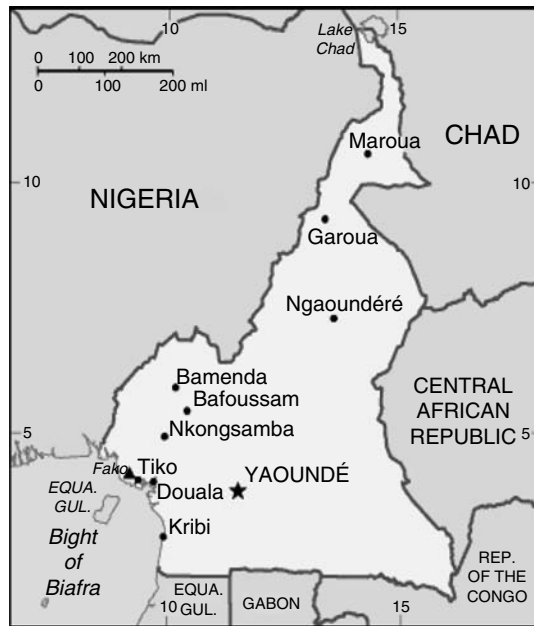 10
Lake
Chad
15
0 100 200 km
0 100 200 ml
CHAD
Maroua
10
10
NIGERIA
Garoua
Ngaoundéré
Bamenda
Bafoussam
CENTRAL
AFRICAN
REPUBLIC
5
5
Nkongsamba
Fako
Tiko
YAOUNDÉ
EQUA.
GUL.
Douala
Bight
of
Biafra
Kribi
REP.
OF THE
CONGO
EQUA.
GUL.
GABON
10
15